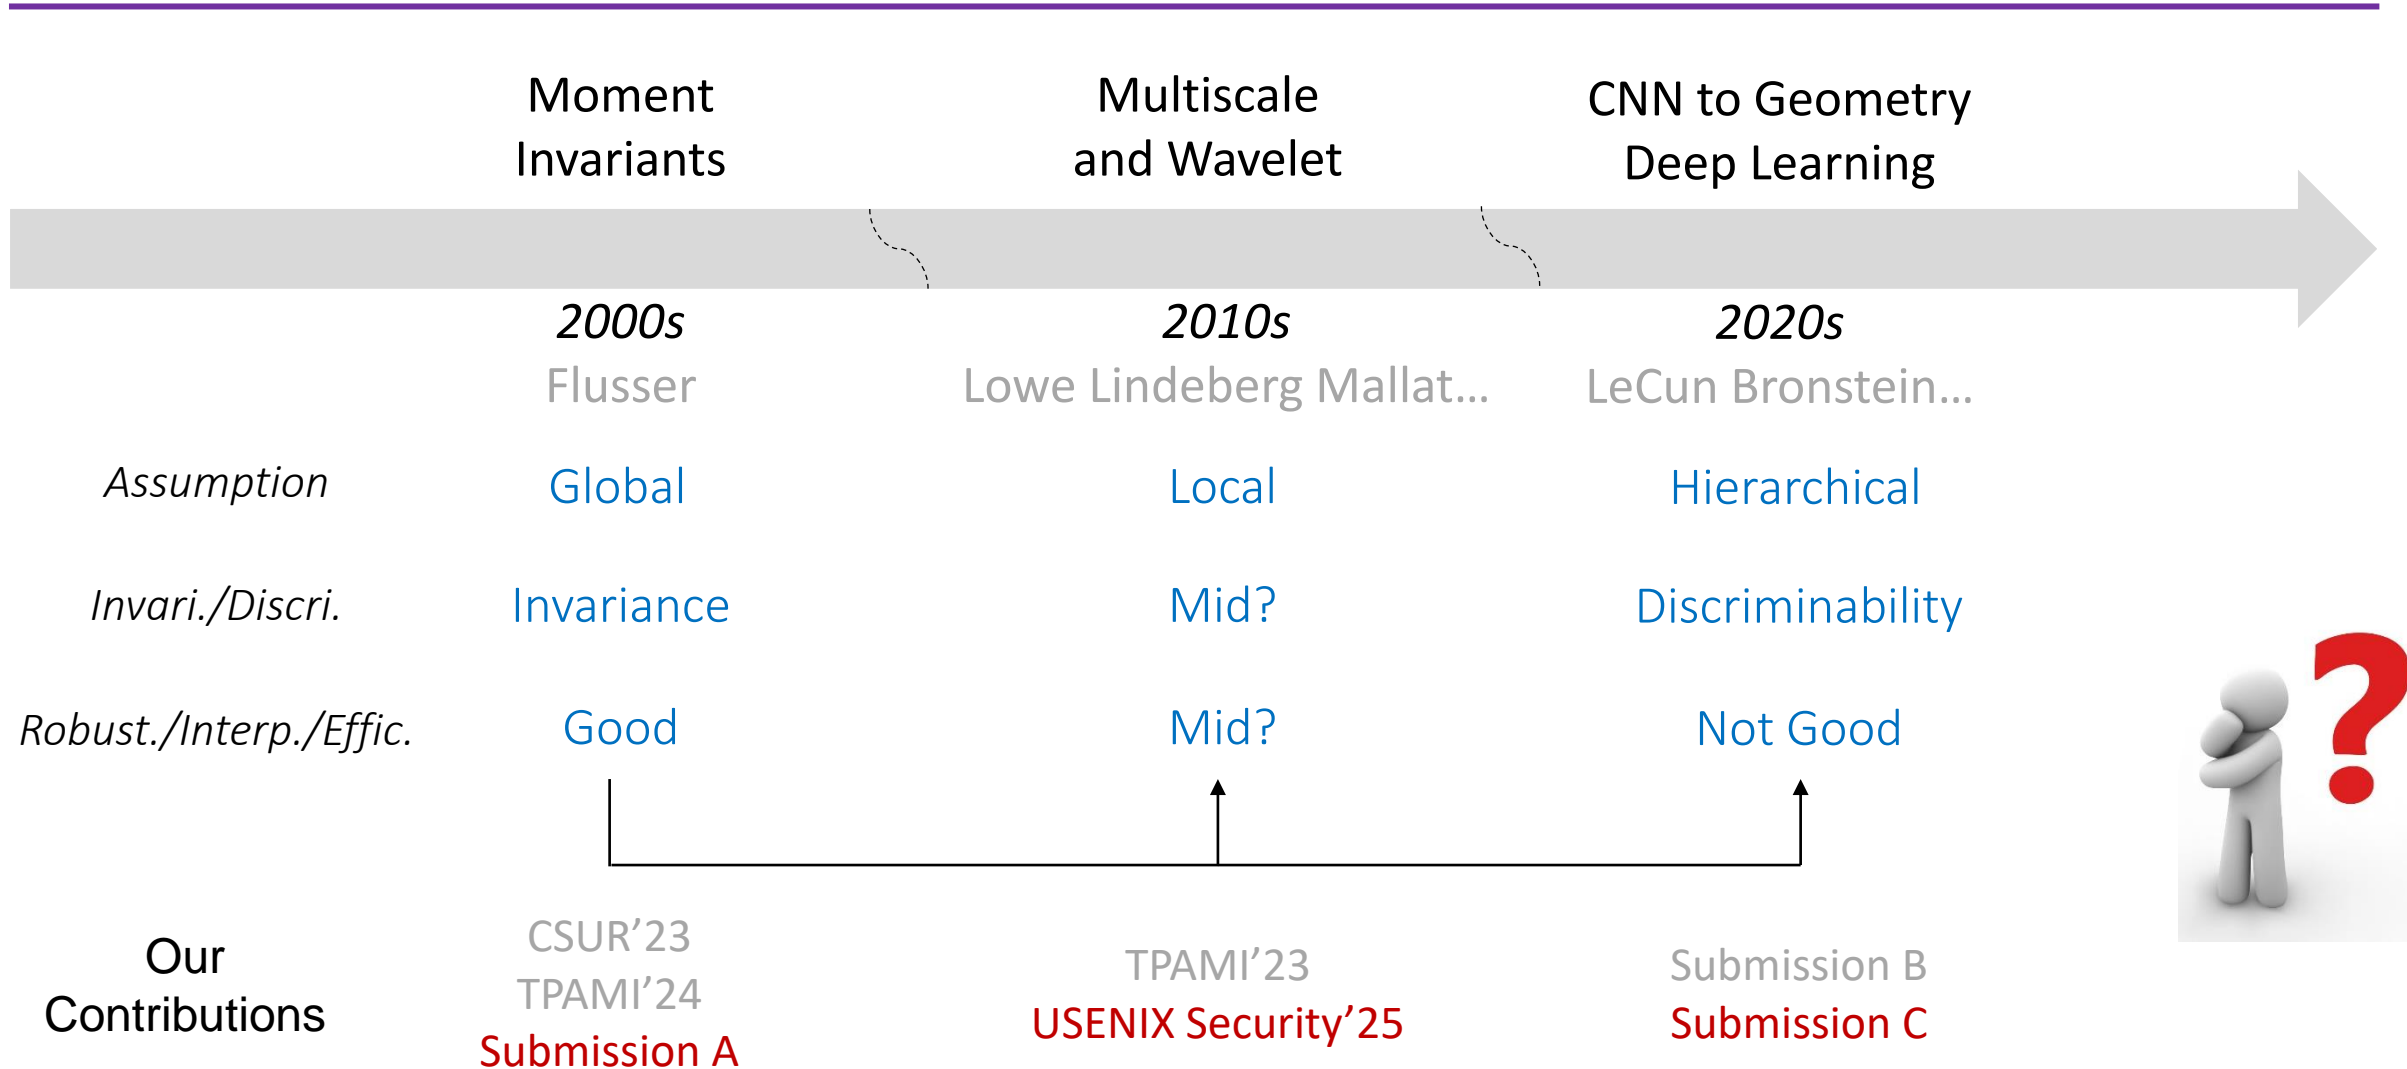 Moment
Invariants
Multiscale
and Wavelet
CNN to Geometry
Deep Learning
2000s
2010s
2020s
Flusser
Lowe Lindeberg Mallat…
LeCun Bronstein…
Assumption
Global
Local
Hierarchical
Invari./Discri.
Invariance
Mid?
Discriminability
Robust./Interp./Effic.
Good
Mid?
Not Good
?
Our
Contributions
CSUR’23
TPAMI’24
Submission A
TPAMI’23
USENIX Security’25
Submission B
Submission C